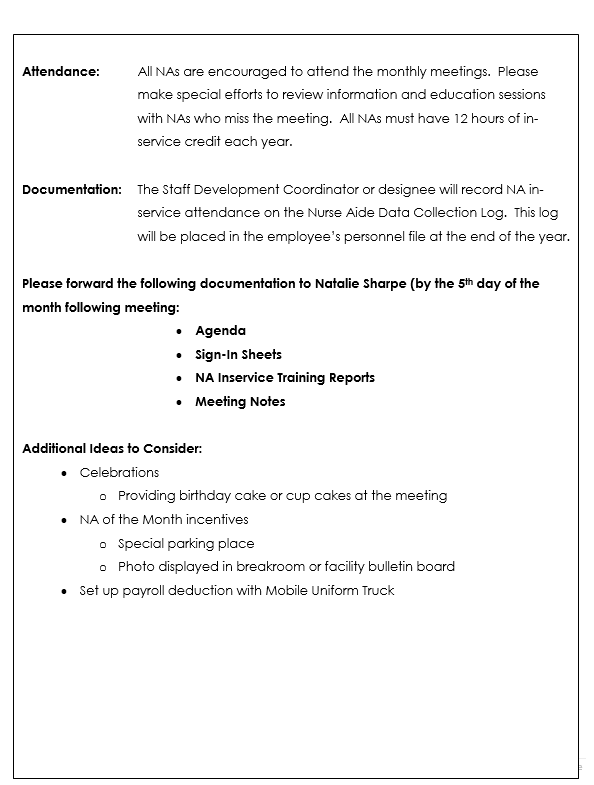 Attendance: All NAs are encouraged to attend the monthly meetings. Please
make special efforts to review information and education sessions
with NAs who miss the meeting. All NAs must have 12 hours of in-
service credit each year.
Documentation: The Staff Development Coordinator or designee will record NA in-
service attendance on the Nurse Aide Data Collection Log. This log
will be placed in the employee's personnel file at the end of the year.
Please forward the following documentation to Natalie Sharpe (by the 5th day of the
month following meeting:
• Agenda
• Sign-In Sheets
• NA Inservice Training Reports
• Meeting Notes
Additional Ideas to Consider:
• Celebrations
o Providing birthday cake or cup cakes at the meeting
• NA of the Month incentives
o Special parking place
o Photo displayed in breakroom or facility bulletin board
• Set up payroll deduction with Mobile Uniform Truck